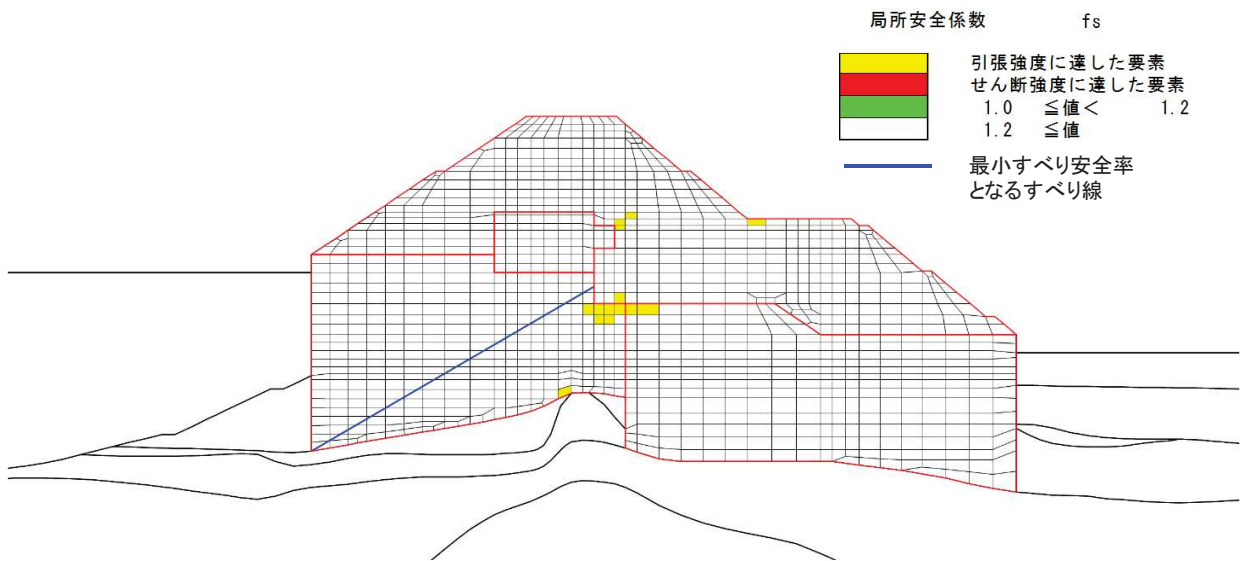 局所安全係数 fs
引張強度に達した要素
せん断強度に達した要素
1.0 ≦値< 1.2
1.2 ≦値
最小すべり安全率
となるすべり線